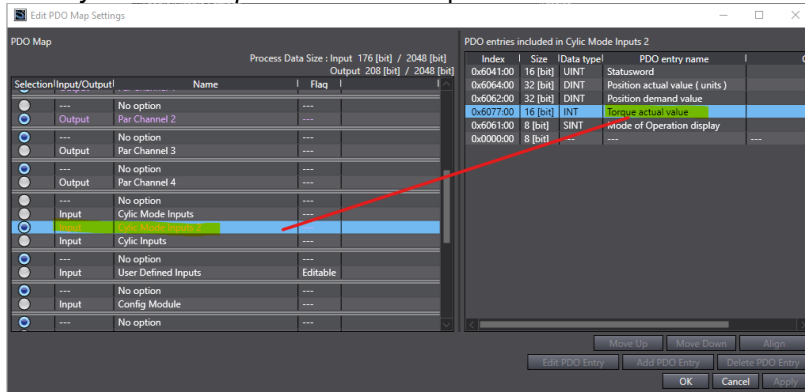 Edit PDO Map Settings
PDO Map
Process Data Size : Input 176 [bit] / 2048 [bit]
Output 208 [bit] / 2048 [bit]
Selection Input/Output Name Flag
--- No option ---
Output Par Channel 2 ---
--- No option ---
Output Par Channel 3 ---
--- No option ---
Output Par Channel 4 ---
--- No option ---
Input Cylic Mode Inputs ---
Input Cylic Mode Inputs 2 ---
Input Cylic Inputs ---
--- No option ---
Input User Defined Inputs Editable
--- No option ---
Input Config Module ---
--- No option ---
PDO entries included in Cylic Mode Inputs 2
Index Size Data type PDO entry name
0x6041:00 16 [bit] UINT Statusword
0x6064:00 32 [bit] DINT Position actual value ( units )
0x6062:00 32 [bit] DINT Position demand value
0x6077:00 16 [bit] INT Torque actual value
0x6061:00 8 [bit] SINT Mode of Operation display
0x0000:00 8 [bit] --- --- ---
Move Up Move Down Align
Edit PDO Entry Add PDO Entry Delete PDO Entry
OK Cancel Apply